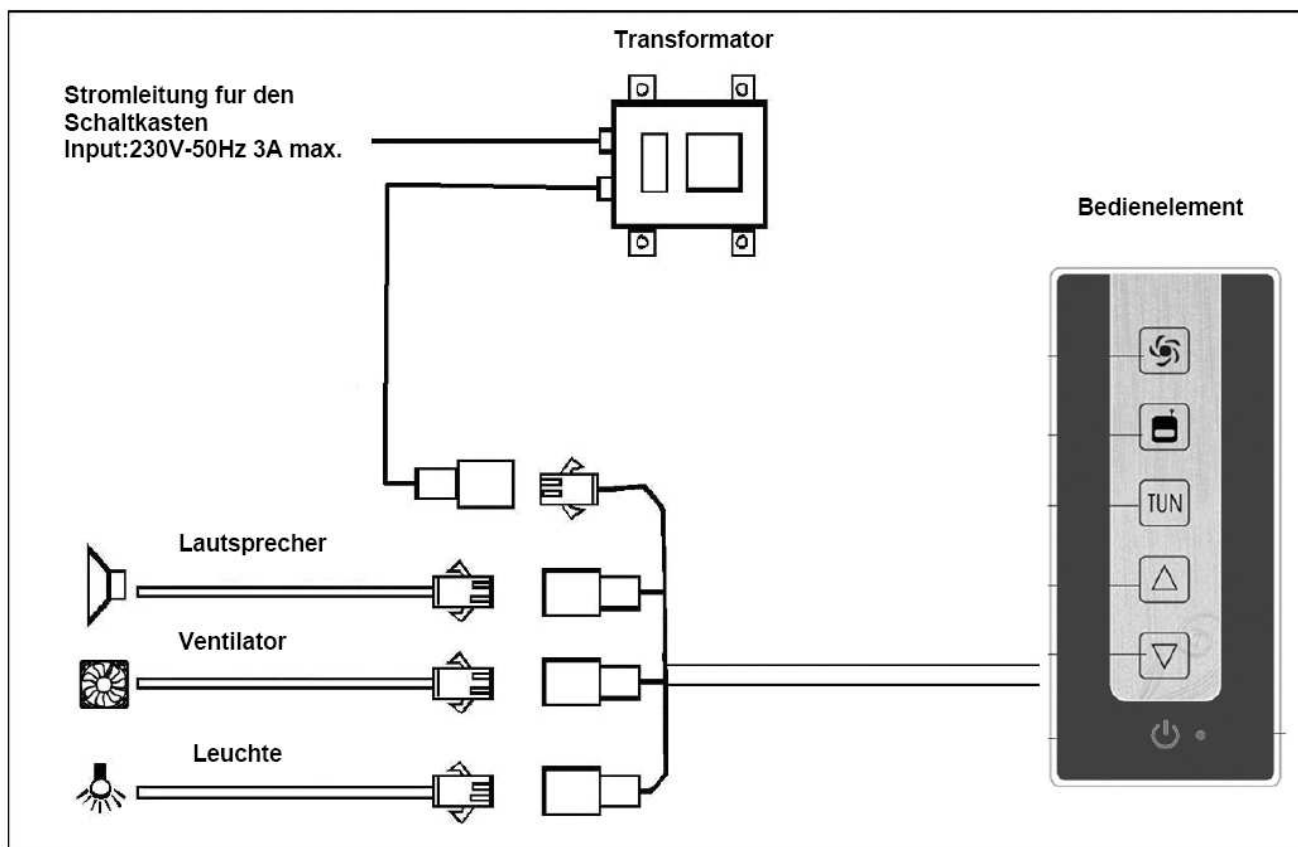 Transformator
Stromleitung fur den
Schaltkasten
Input:230V-50Hz 3A max.
Bedienelement
TUN
Lautsprecher
Ventilator
Leuchte